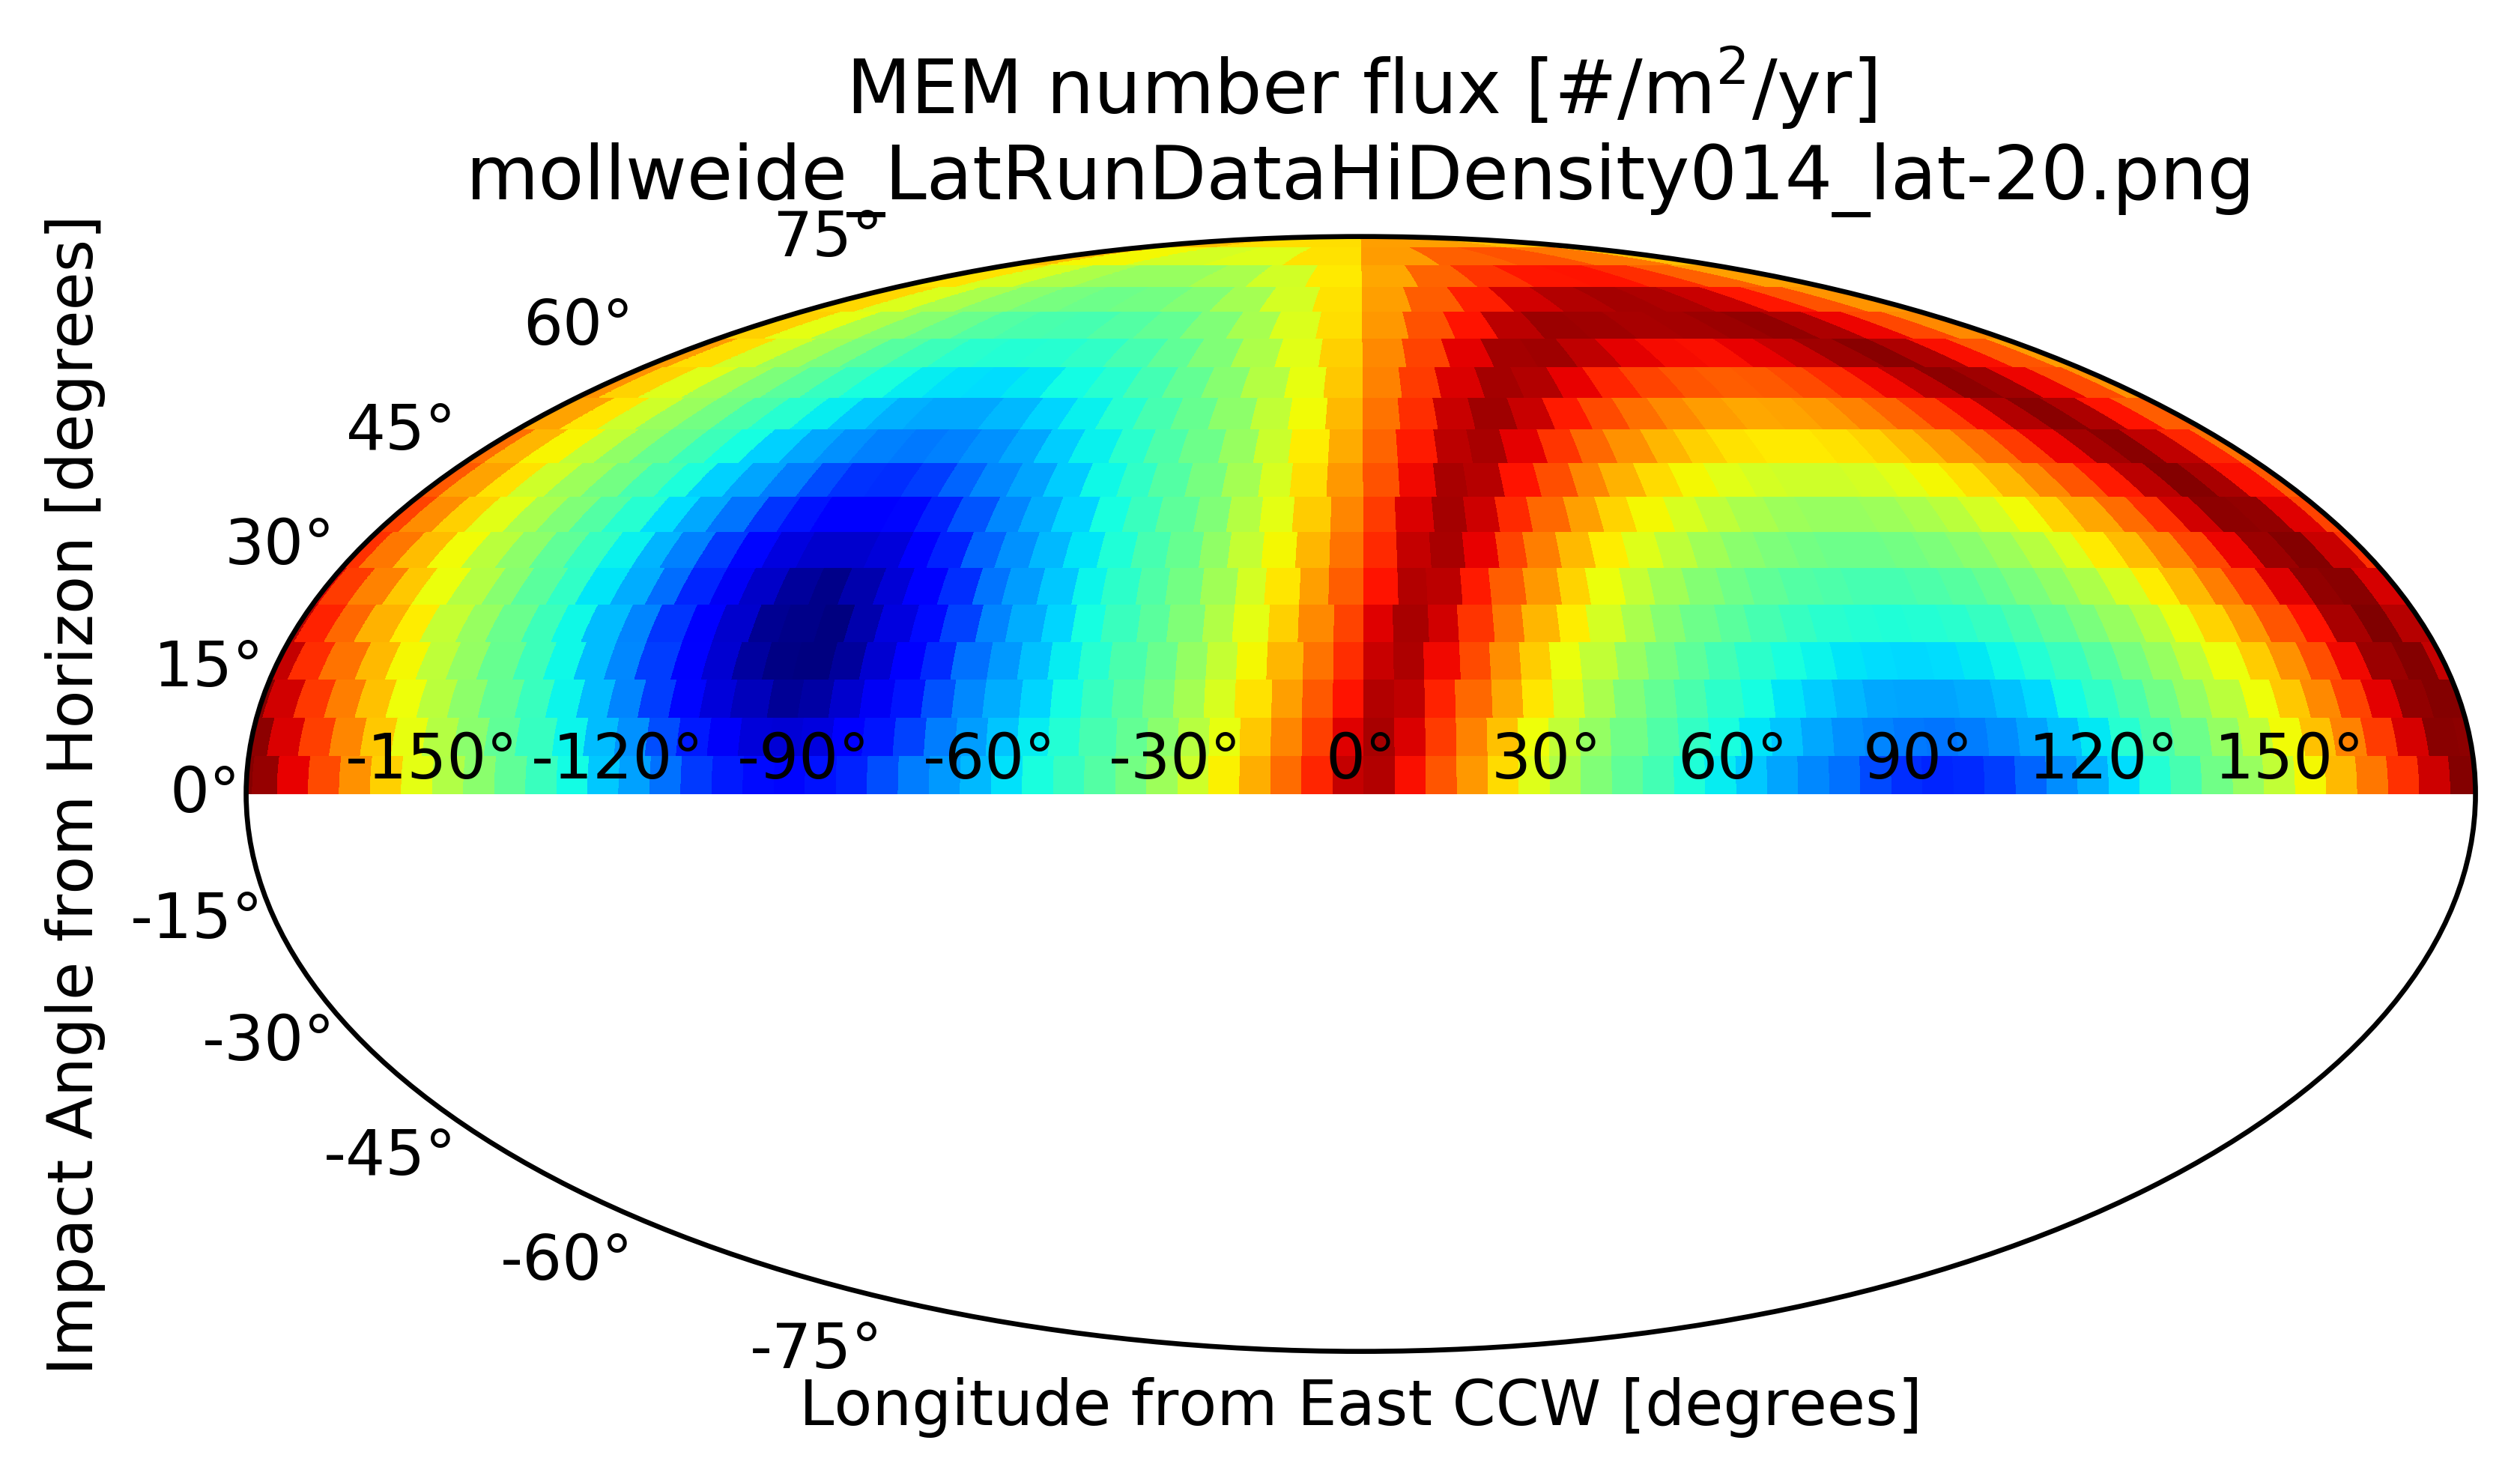 MEM number flux [#/m²/yr]
mollweide_LatRunDataHiDensity014_lat-20.png
Impact Angle from Horizon [degrees]
75°
60°
45°
30°
15°
0°
-15°
-30°
-45°
-60°
-75°
-150° -120° -90° -60° -30° 0° 30° 60° 90° 120° 150°
Longitude from East CCW [degrees]